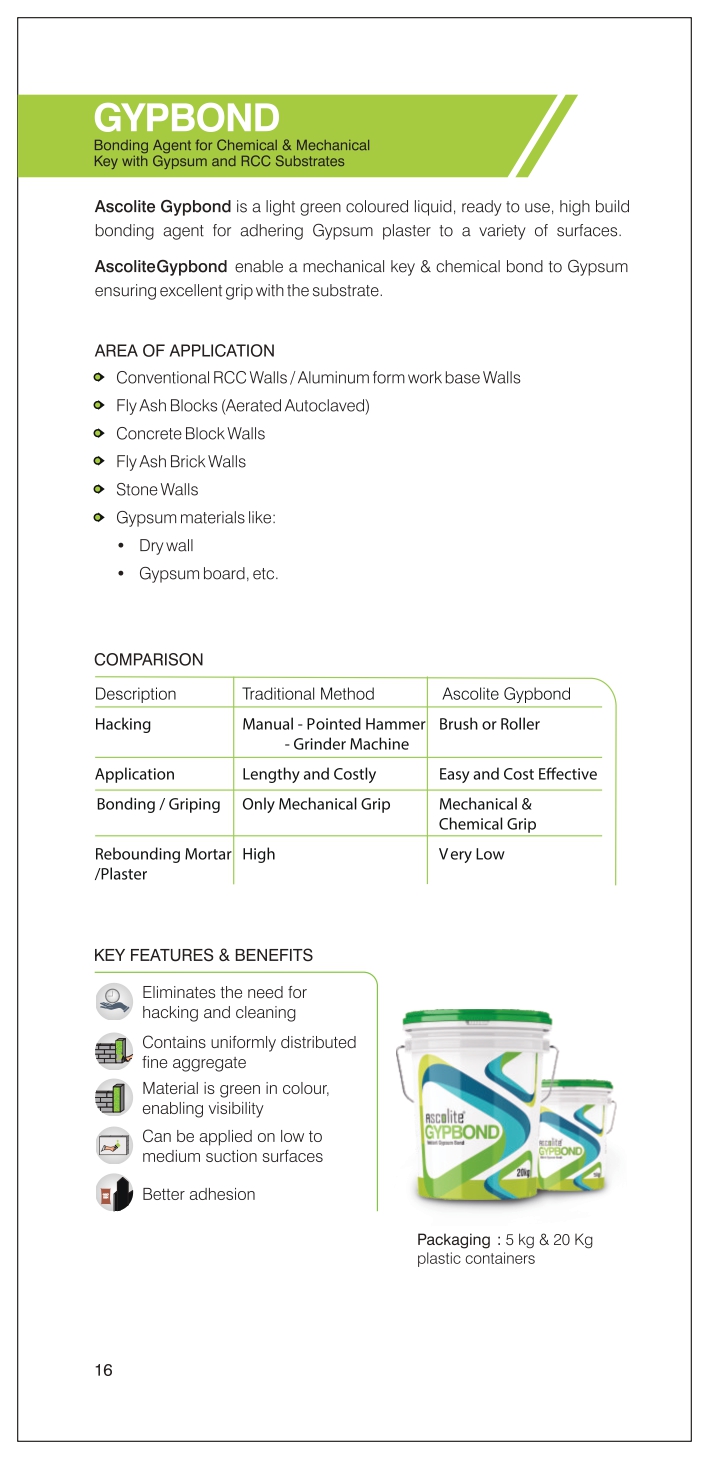 GYPBOND
Bonding Agent for Chemical & Mechanical
Key with Gypsum and RCC Substrates
Ascolite Gypbond is a light green coloured liquid, ready to use, high build
bonding agent for adhering Gypsum plaster to a variety of surfaces.
AscoliteGypbond enable a mechanical key & chemical bond to Gypsum
ensuring excellent grip with the substrate.
AREA OF APPLICATION
Conventional RCC Walls / Aluminum form work base Walls
Fly Ash Blocks (Aerated Autoclaved)
Concrete Block Walls
Fly Ash Brick Walls
Stone Walls
Gypsum materials like:
• Dry wall
• Gypsum board, etc.
COMPARISON
Description Traditional Method Ascolite Gypbond
Hacking Manual - Pointed Hammer Brush or Roller
- Grinder Machine
Application Lengthy and Costly Easy and Cost Effective
Bonding / Griping Only Mechanical Grip Mechanical &
Chemical Grip
Rebounding Mortar High Very Low
/Plaster
KEY FEATURES & BENEFITS
Eliminates the need for
hacking and cleaning
Contains uniformly distributed
fine aggregate
Material is green in colour,
enabling visibility
Can be applied on low to
medium suction surfaces
Better adhesion
ascolite
GYPBOND
20kg
ascolite
GYPBOND
Packaging : 5 kg & 20 Kg
plastic containers
16